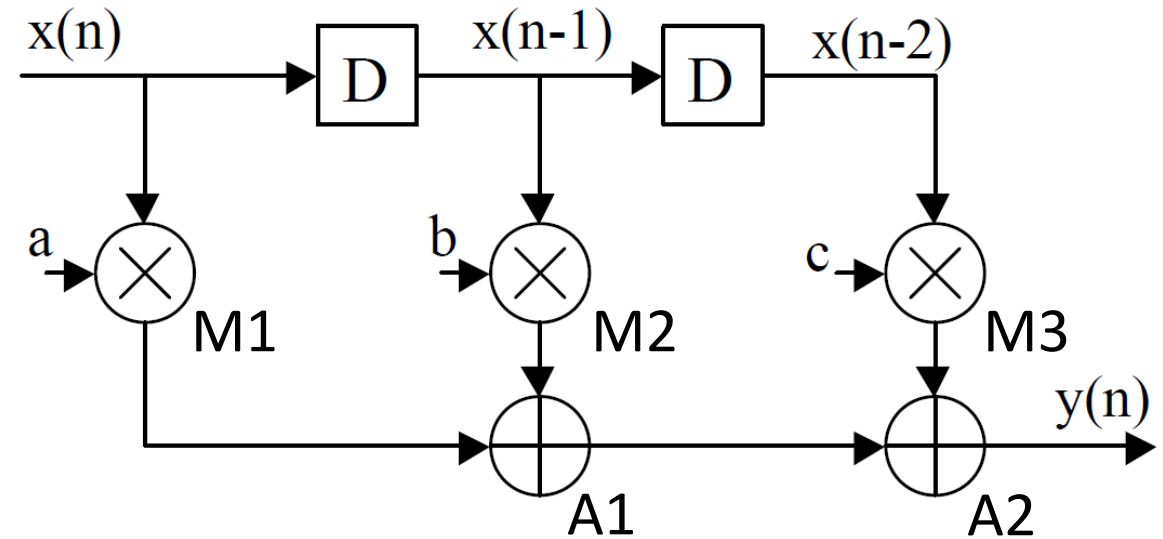 x(n) D x(n-1) D x(n-2)
a M1 b M2 c M3
y(n)
A1 A2